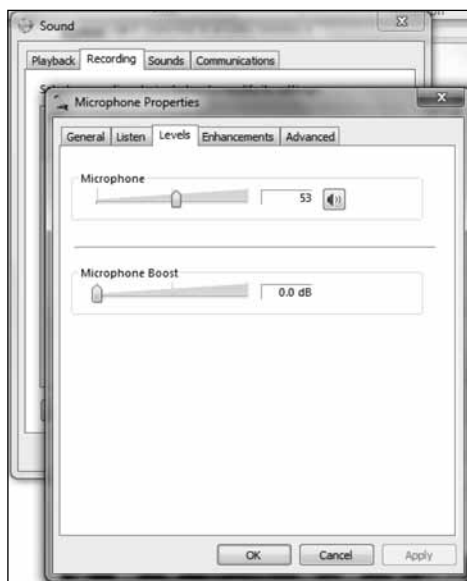 Sound
Playback Recording Sounds Communications
Microphone Properties
General Listen Levels Enhancements Advanced
Microphone
53
Microphone Boost
0.0 dB
OK Cancel Apply